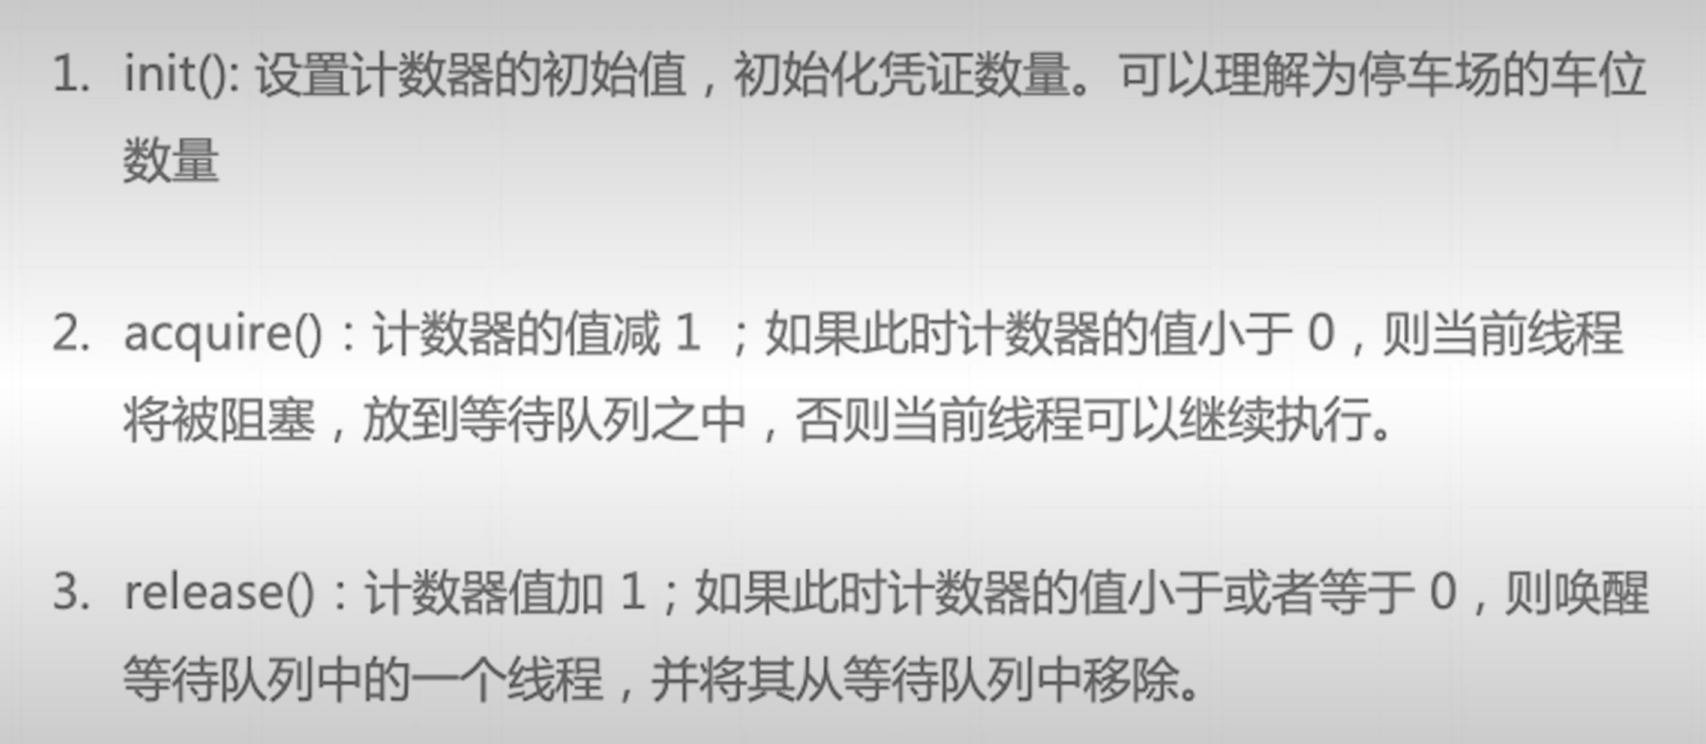 1. init(): 设置计数器的初始值，初始化凭证数量。可以理解为停车场的车位
数量
2. acquire()：计数器的值减 1 ；如果此时计数器的值小于 0，则当前线程
将被阻塞，放到等待队列之中，否则当前线程可以继续执行。
3. release()：计数器值加 1；如果此时计数器的值小于或者等于 0，则唤醒
等待队列中的一个线程，并将其从等待队列中移除。